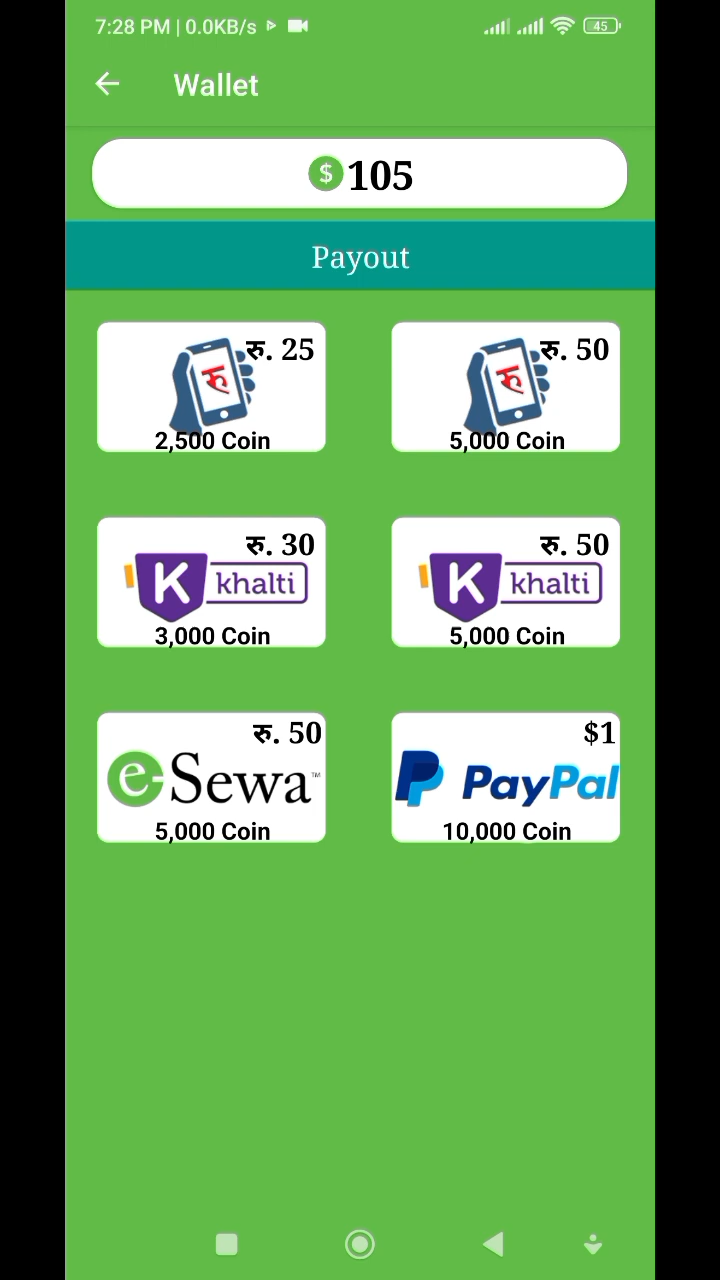 7:28 PM | 0.0KB/s
45
Wallet
$ 105
Payout
रु. 25
रु
2,500 Coin
रु. 50
रु
5,000 Coin
रु. 30
K khalti
3,000 Coin
रु. 50
K khalti
5,000 Coin
रु. 50
e-Sewa™
5,000 Coin
$1
P PayPal
10,000 Coin